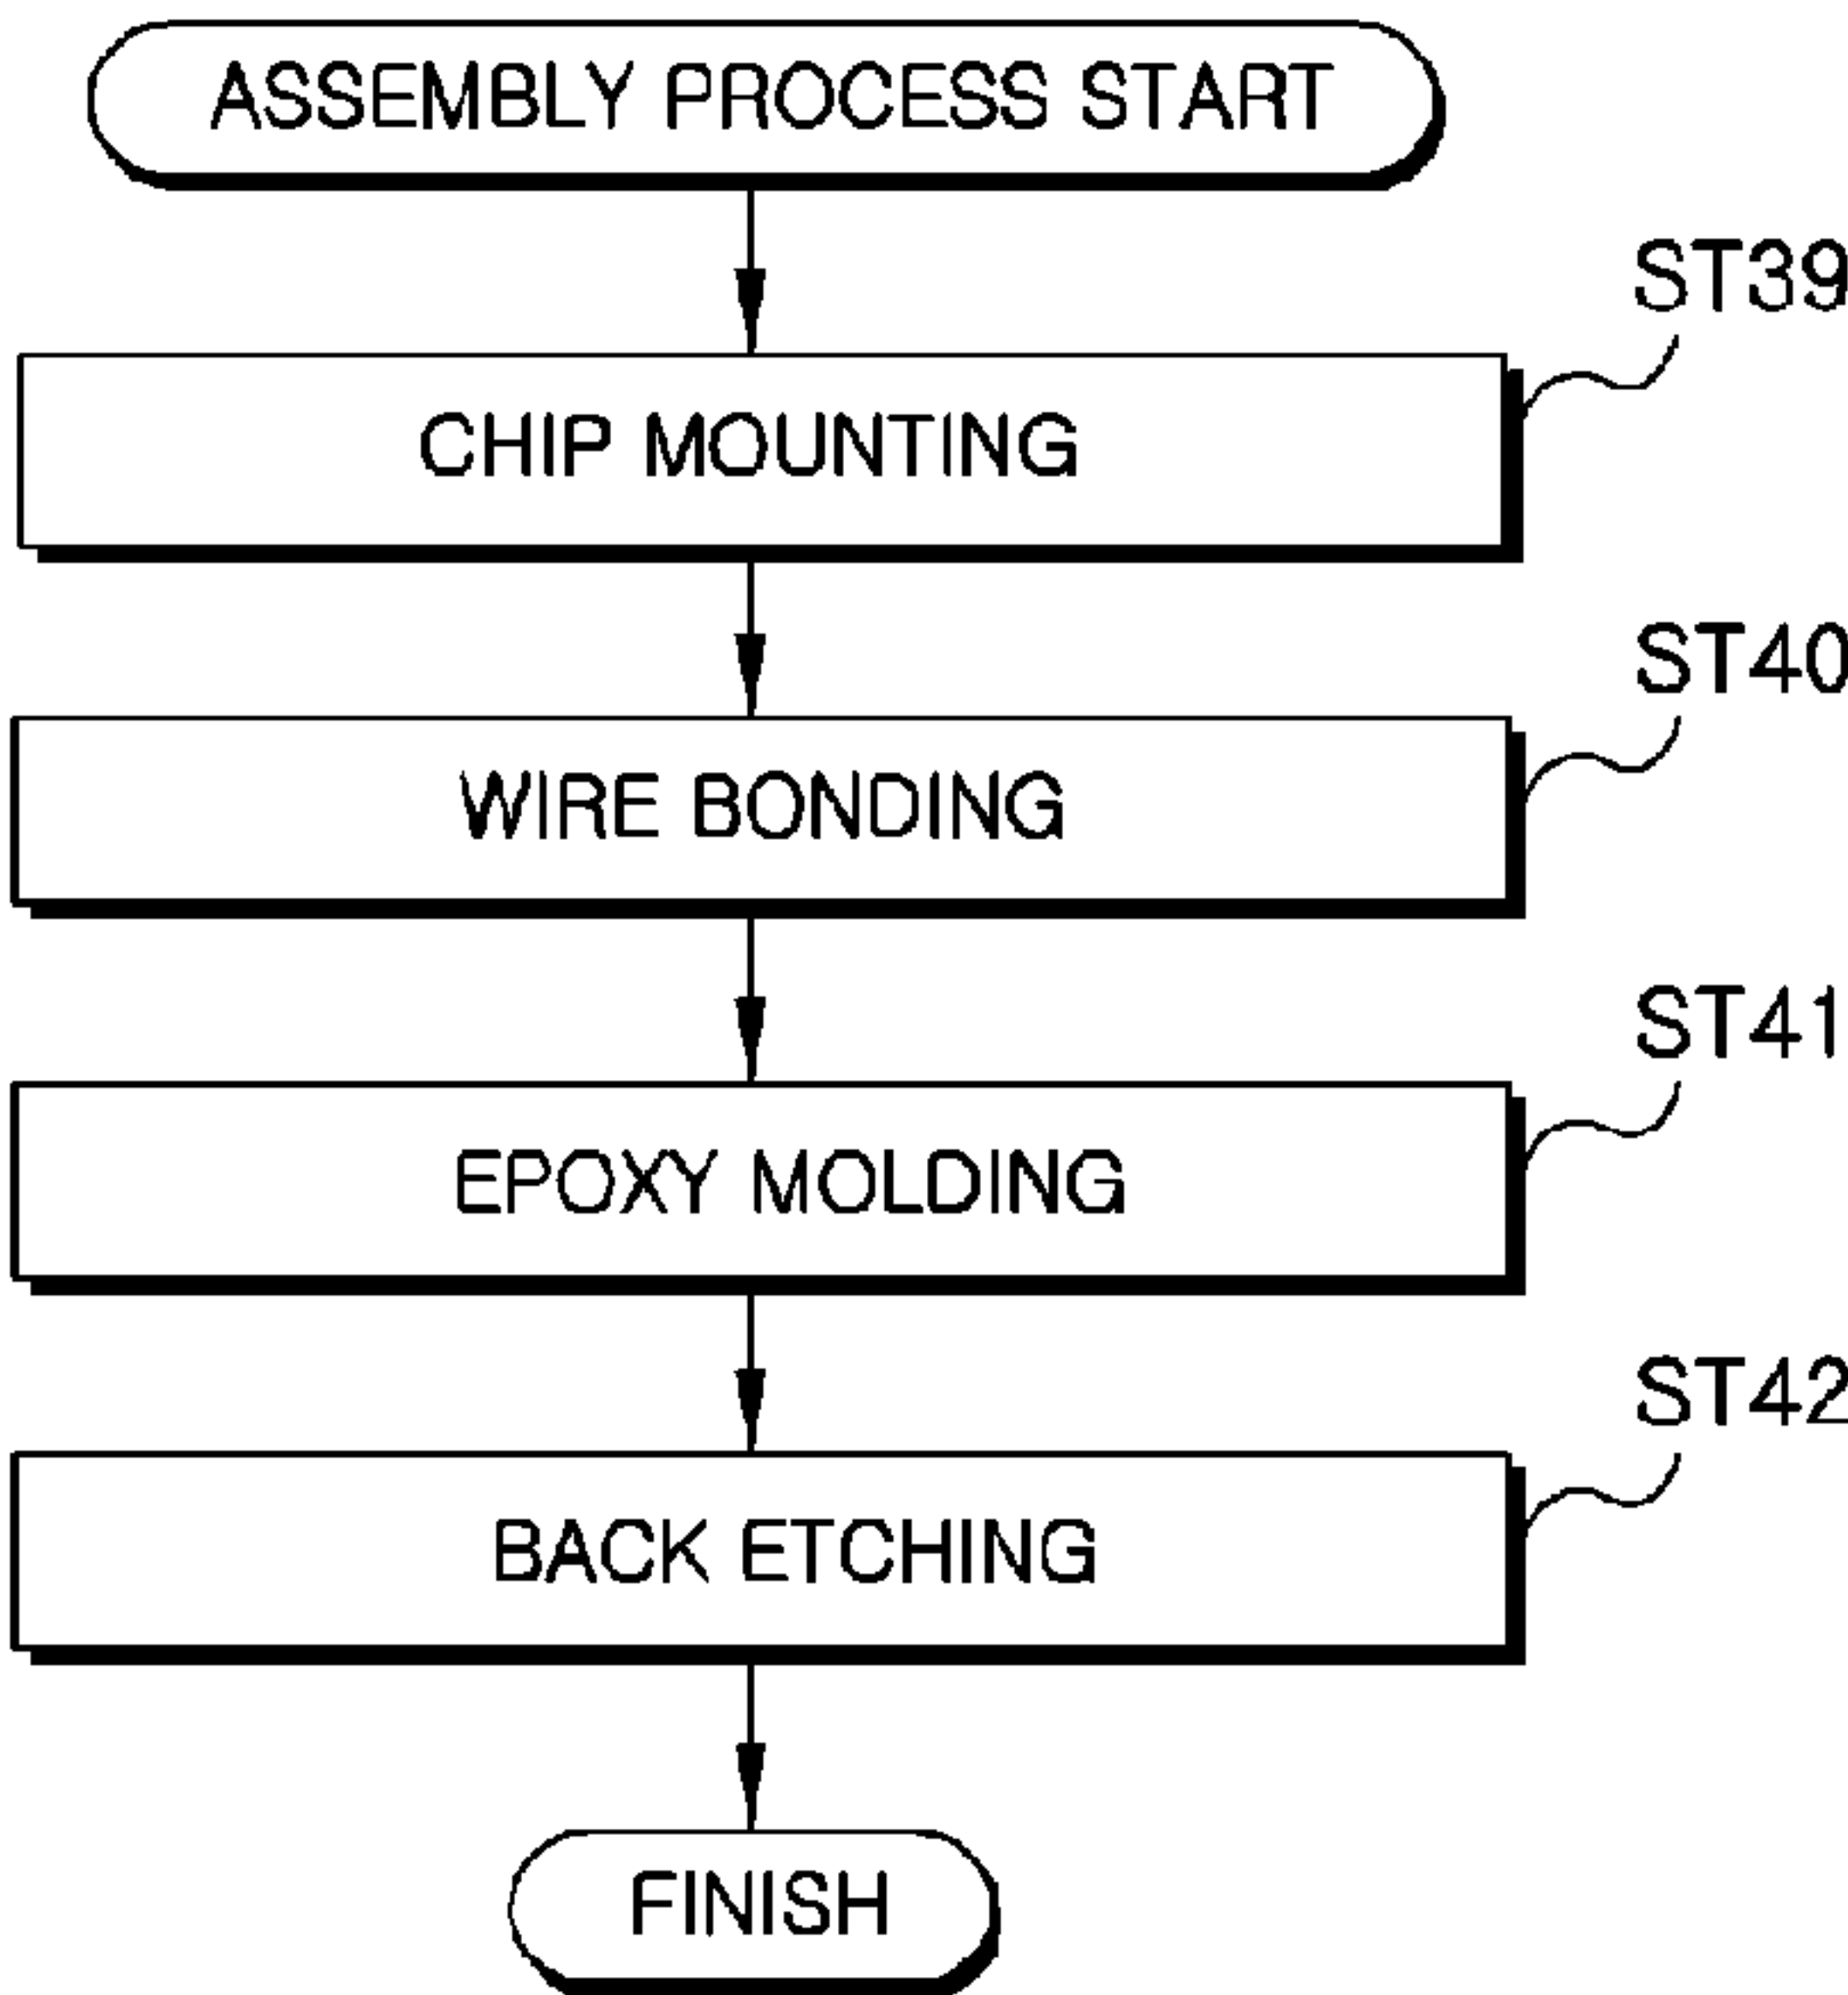 ASSEMBLY PROCESS START
ST39
CHIP MOUNTING
ST40
WIRE BONDING
ST41
EPOXY MOLDING
ST42
BACK ETCHING
FINISH